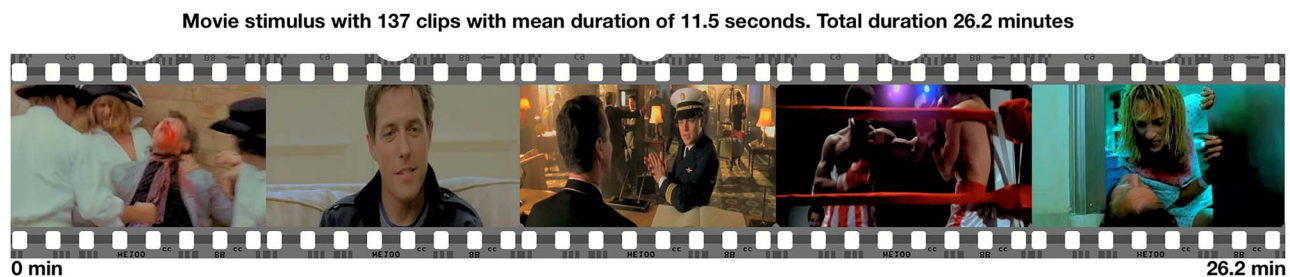 Movie stimulus with 137 clips with mean duration of 11.5 seconds. Total duration 26.2 minutes
0 min
26.2 min